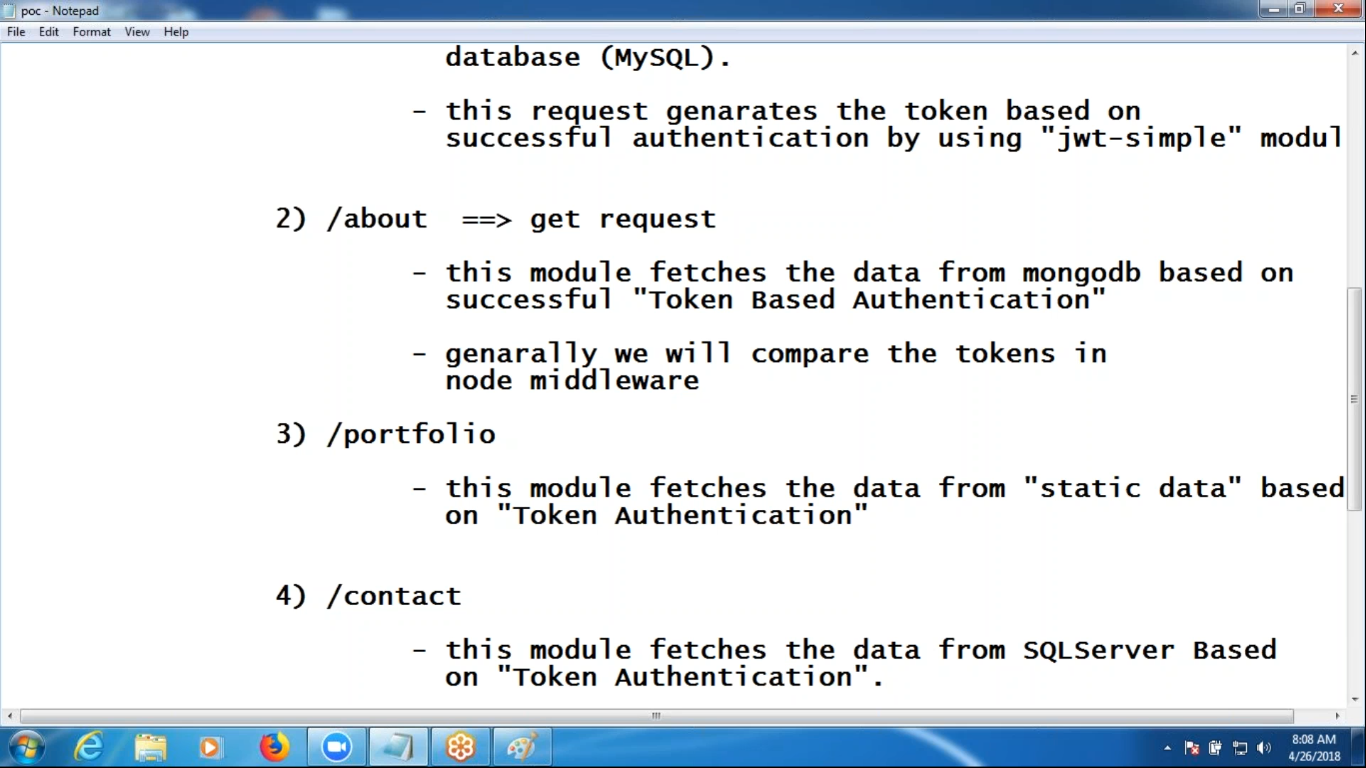 poc - Notepad
File Edit Format View Help
database (MySQL).
- this request genarates the token based on
successful authentication by using "jwt-simple" modul
2) /about ==> get request
- this module fetches the data from mongodb based on
successful "Token Based Authentication"
- genarally we will compare the tokens in
node middleware
3) /portfolio
- this module fetches the data from "static data" based
on "Token Authentication"
4) /contact
- this module fetches the data from SQLServer Based
on "Token Authentication".
8:08 AM
4/26/2018